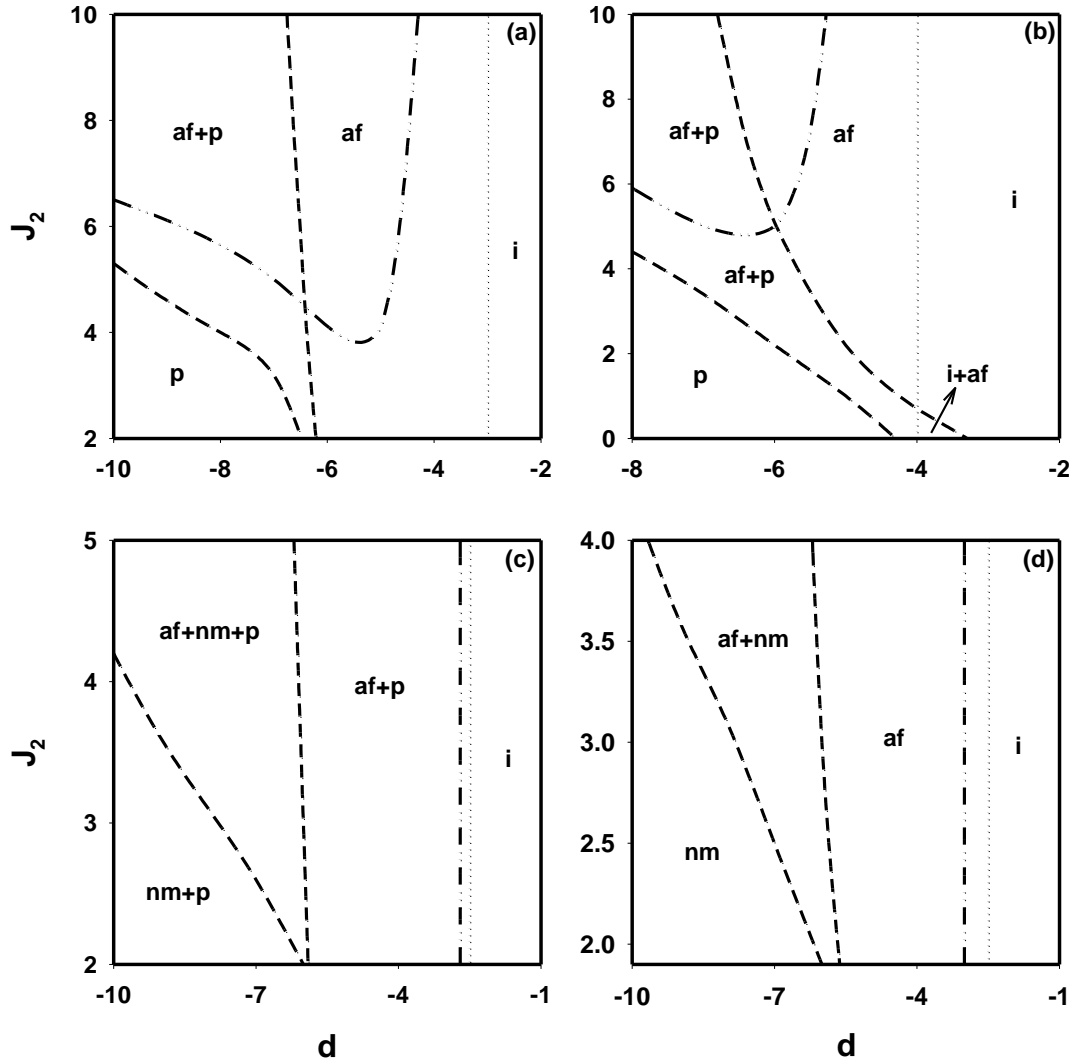 10
(a)
af+p
af
8
J2
6
i
4
p
2
-10
-8
-6
-4
-2
10
(b)
8
af+p
af
6
i
4
af+p
2
p
i+af
0
-8
-6
-4
-2
5
(c)
af+nm+p
4
af+p
J2
i
3
nm+p
2
-10
-7
-4
-1
d
4.0
(d)
3.5
af+nm
3.0
af
i
2.5
nm
2.0
-10
-7
-4
-1
d